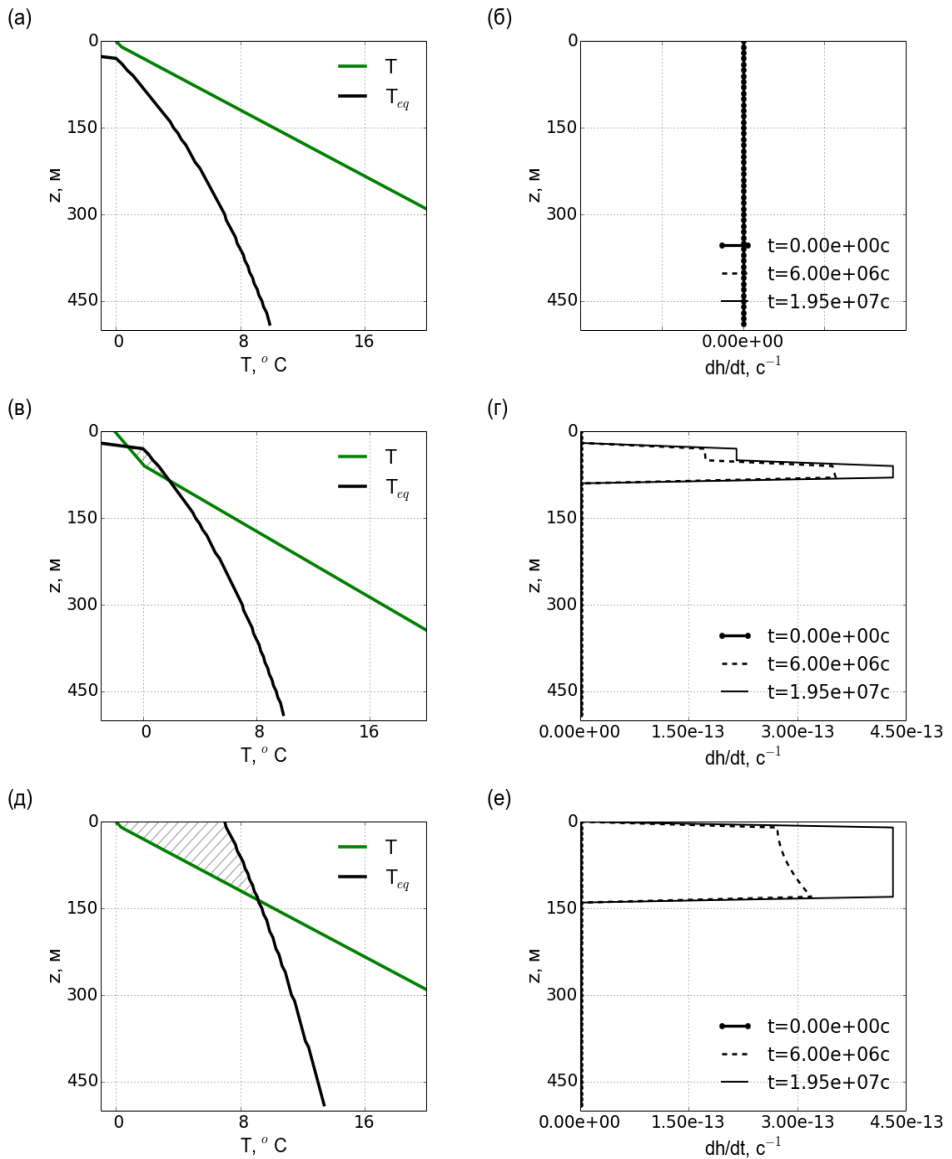 (а)
0
150
300
450
z, м
T
T_eq
0 8 16
T, ° C
(б)
0
150
300
450
z, м
t=0.00e+00c
t=6.00e+06c
t=1.95e+07c
0.00e+00
dh/dt, c⁻¹
(в)
0
150
300
450
z, м
T
T_eq
0 8 16
T, ° C
(г)
0
150
300
450
z, м
t=0.00e+00c
t=6.00e+06c
t=1.95e+07c
0.00e+00 1.50e-13 3.00e-13 4.50e-13
dh/dt, c⁻¹
(д)
0
150
300
450
z, м
T
T_eq
0 8 16
T, ° C
(е)
0
150
300
450
z, м
t=0.00e+00c
t=6.00e+06c
t=1.95e+07c
0.00e+00 1.50e-13 3.00e-13 4.50e-13
dh/dt, c⁻¹